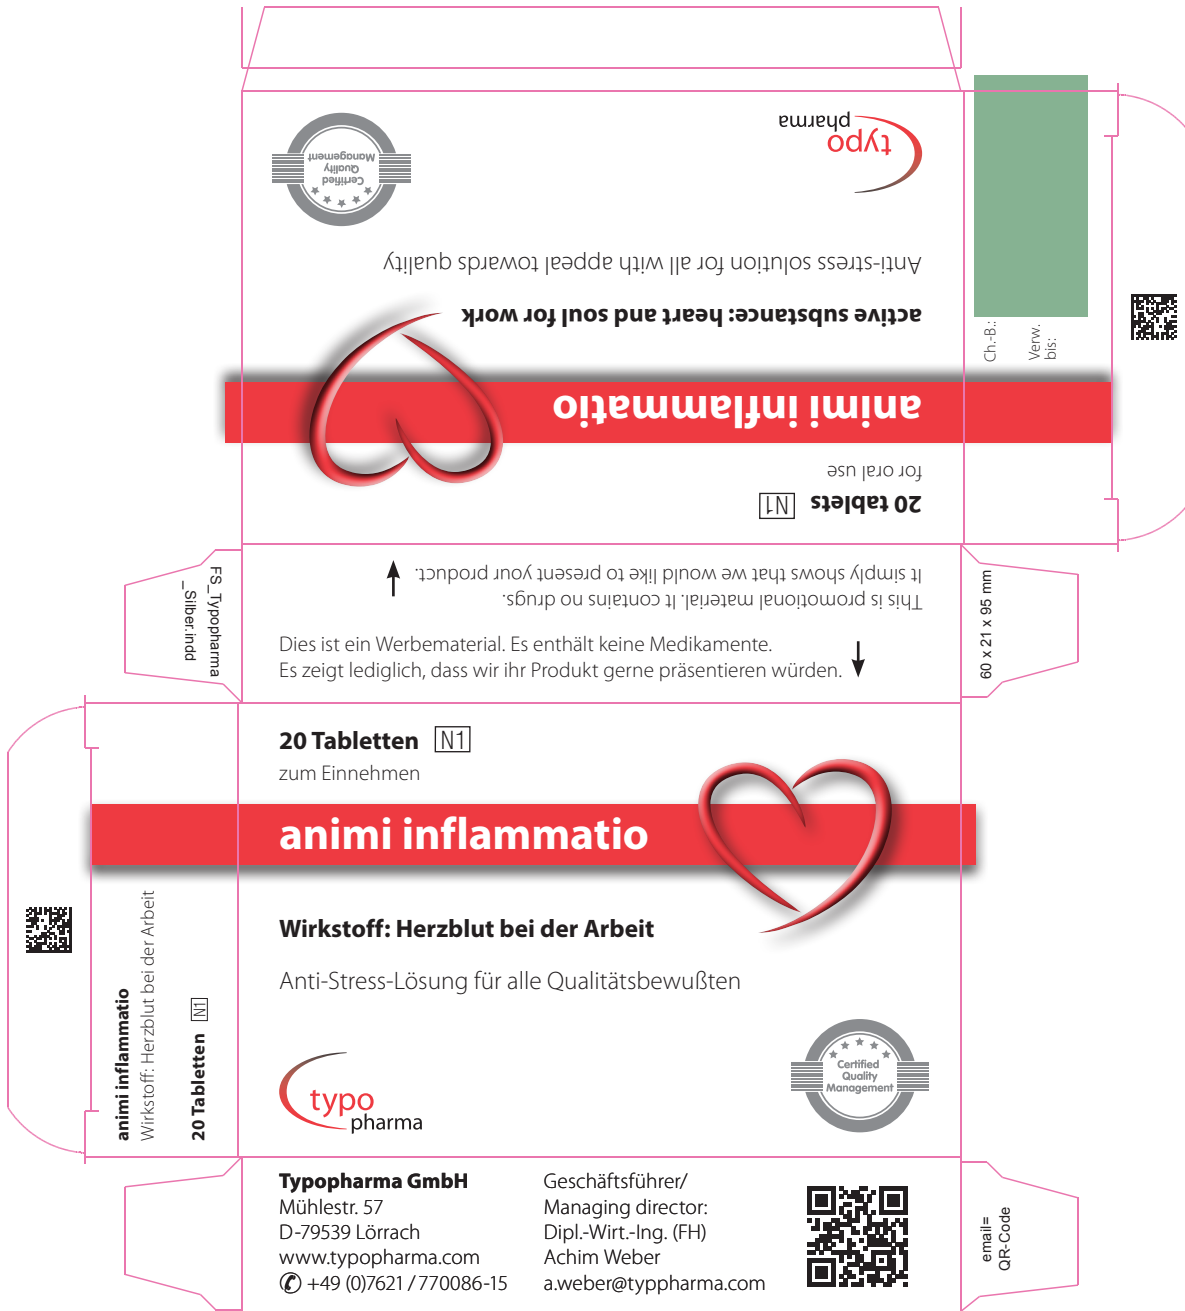 typo
pharma
Certified
Quality
Management
Anti-stress solution for all with appeal towards quality
active substance: heart and soul for work
animi inflammatio
for oral use
20 tablets N1
Ch.-B.:
Verw.
bis:
This is promotional material. It contains no drugs.
It simply shows that we would like to present your product.
FS_Typopharma
_Silber.indd
60 x 21 x 95 mm
Dies ist ein Werbematerial. Es enthält keine Medikamente.
Es zeigt lediglich, dass wir ihr Produkt gerne präsentieren würden.
20 Tabletten N1
zum Einnehmen
animi inflammatio
Wirkstoff: Herzblut bei der Arbeit
Anti-Stress-Lösung für alle Qualitätsbewußten
typo
pharma
Certified
Quality
Management
animi inflammatio
Wirkstoff: Herzblut bei der Arbeit
20 Tabletten N1
Typopharma GmbH
Mühlestr. 57
D-79539 Lörrach
www.typopharma.com
✆ +49 (0)7621 / 770086-15
Geschäftsführer/
Managing director:
Dipl.-Wirt.-Ing. (FH)
Achim Weber
a.weber@typpharma.com
email=
QR-Code